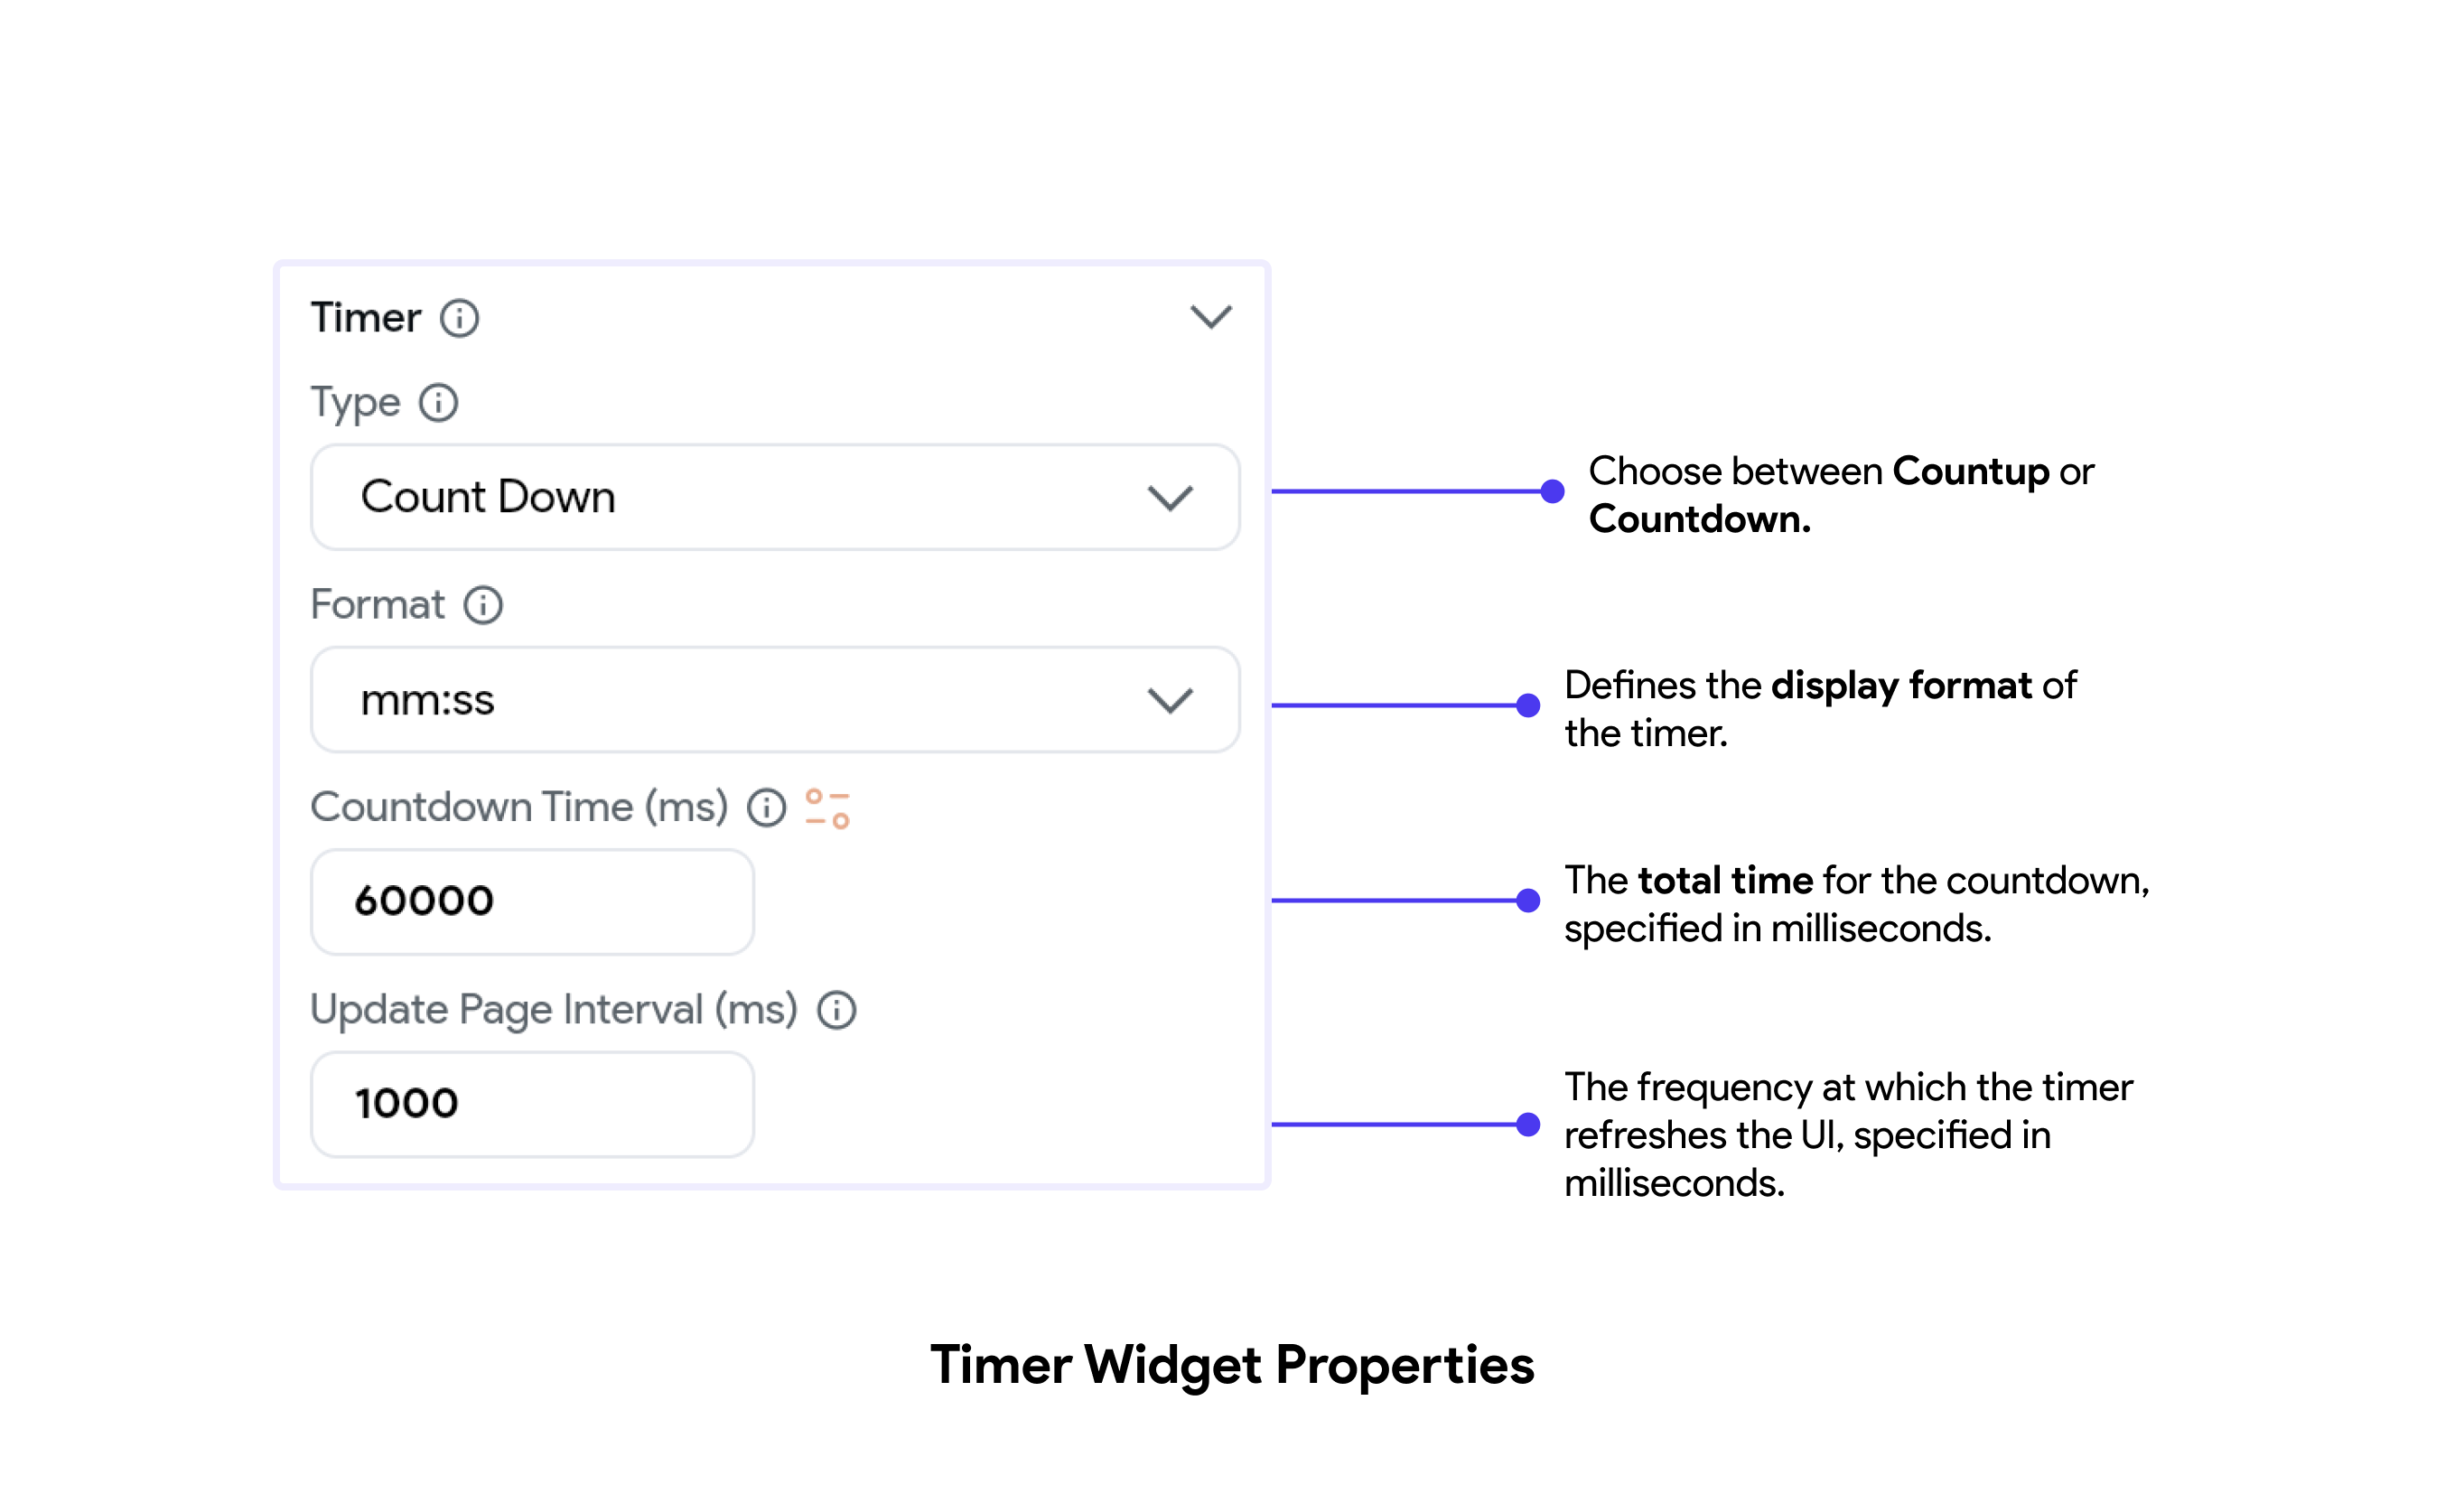 Timer
Type
Count Down
Choose between Countup or
Countdown.
Format
mm:ss
Defines the display format of
the timer.
Countdown Time (ms)
60000
The total time for the countdown,
specified in milliseconds.
Update Page Interval (ms)
1000
The frequency at which the timer
refreshes the UI, specified in
milliseconds.
Timer Widget Properties